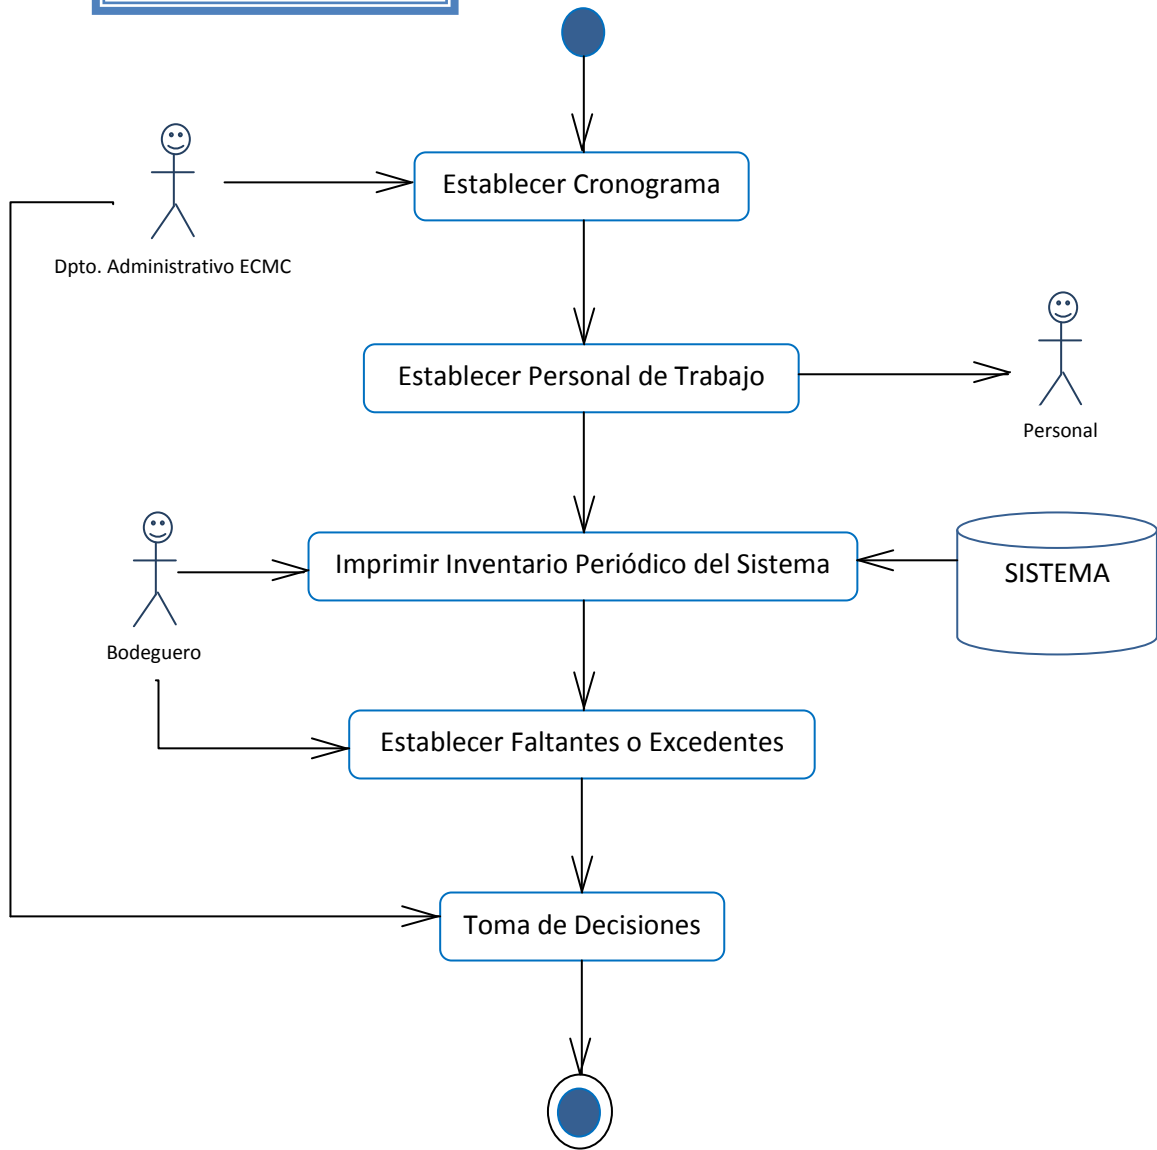 Establecer Cronograma
Dpto. Administrativo ECMC
Establecer Personal de Trabajo
Personal
Imprimir Inventario Periódico del Sistema
SISTEMA
Bodeguero
Establecer Faltantes o Excedentes
Toma de Decisiones